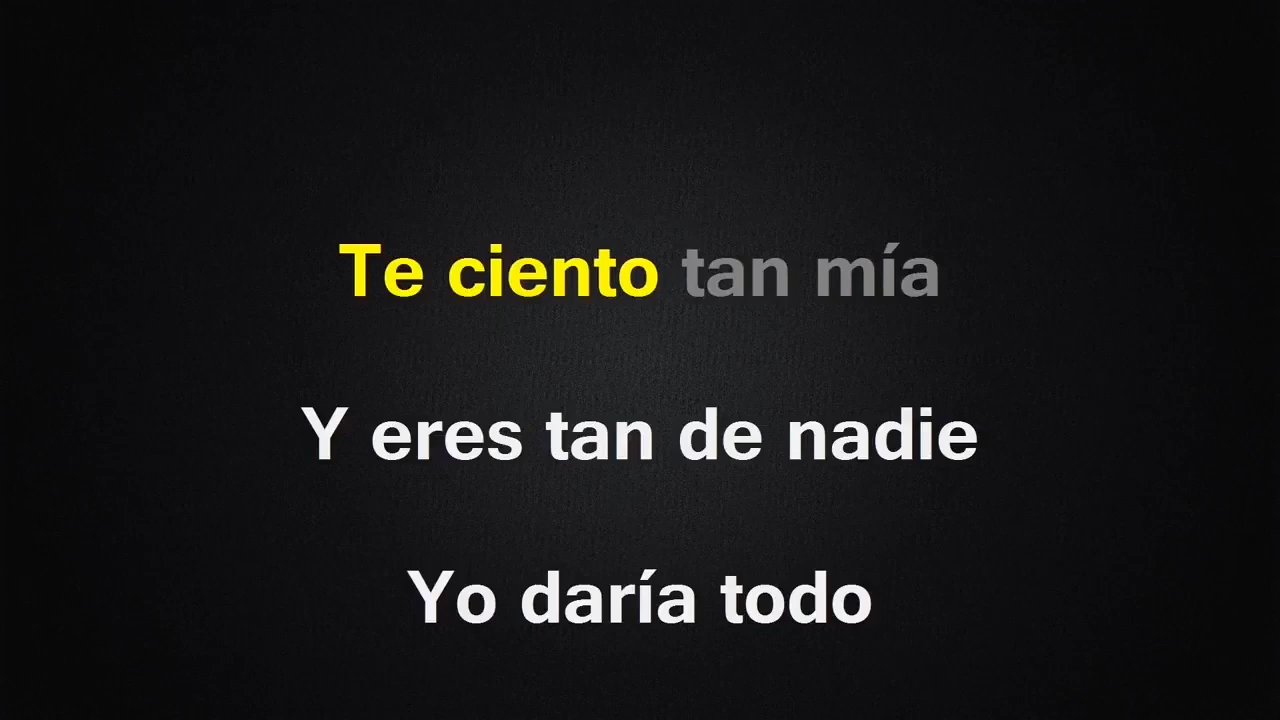 Te ciento tan mía
Y eres tan de nadie
Yo daría todo